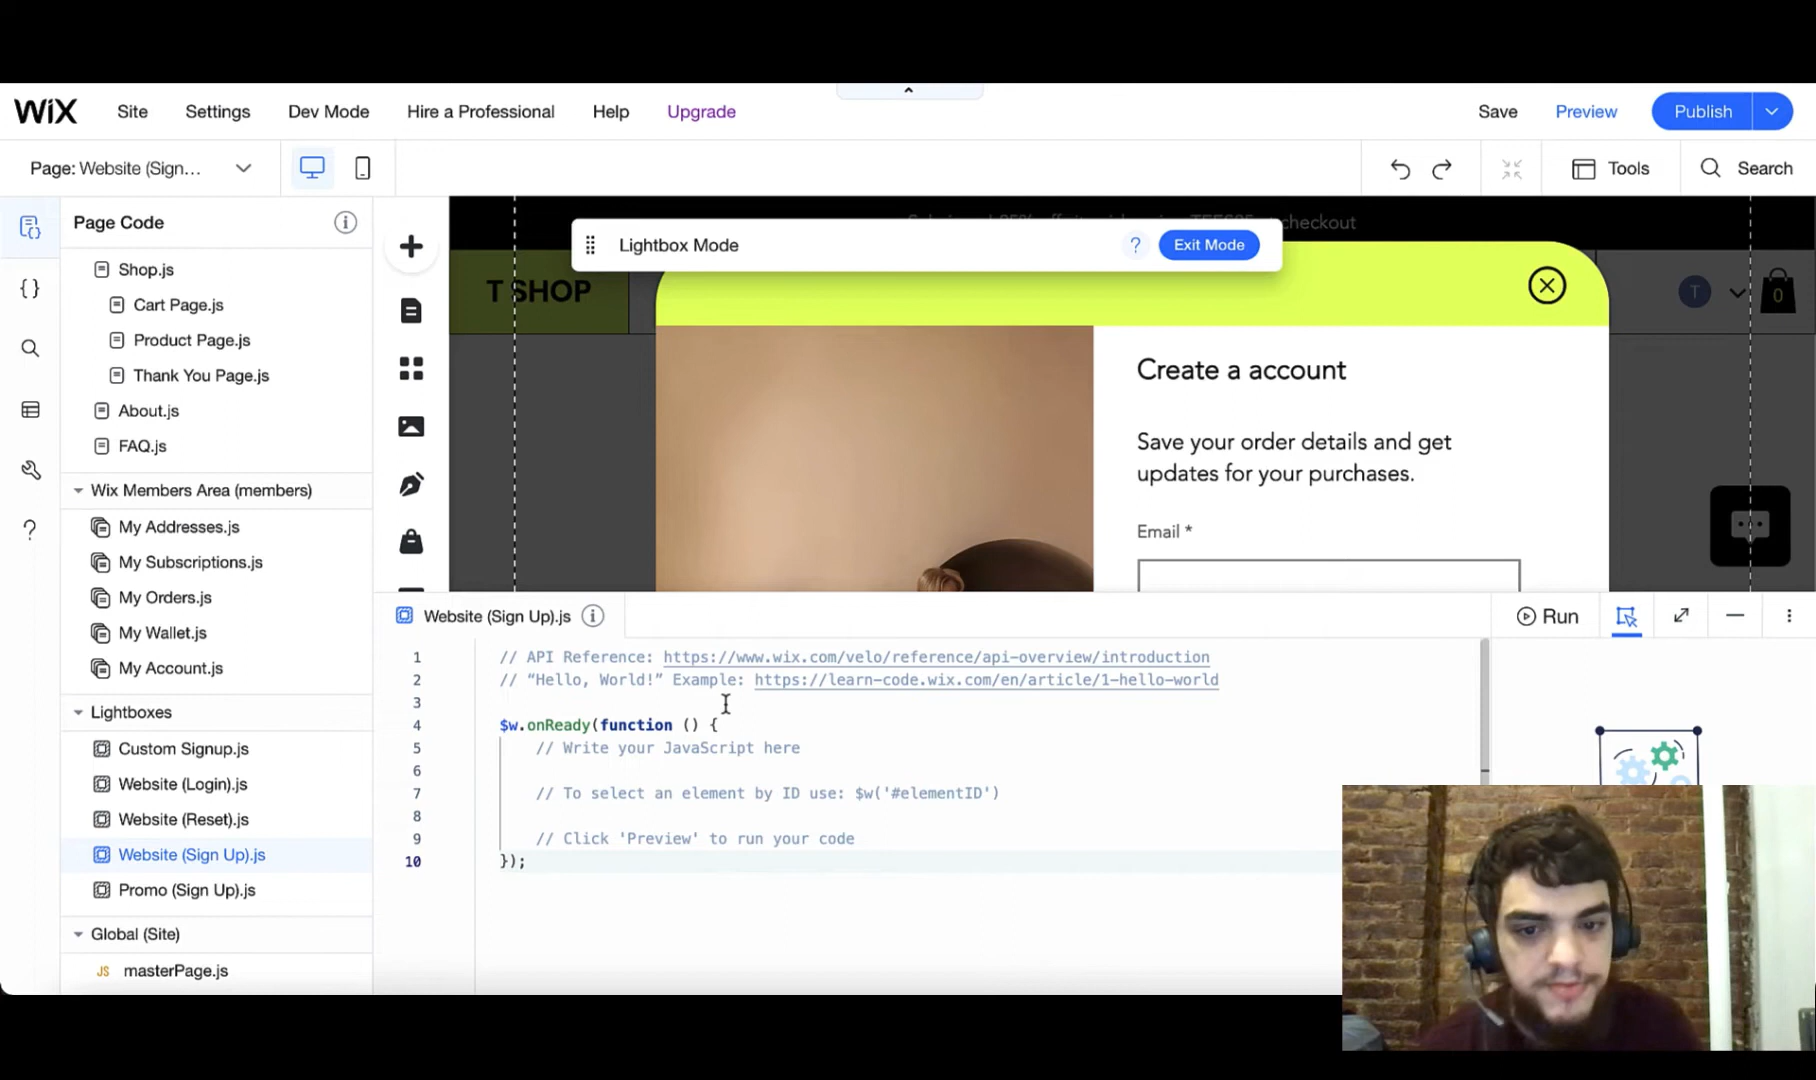 WiX
Site
Settings
Dev Mode
Hire a Professional
Help
Upgrade
Save
Preview
Publish
Page: Website (Sign...
Tools
Search
Page Code
Shop.js
Cart Page.js
Product Page.js
Thank You Page.js
About.js
FAQ.js
Wix Members Area (members)
My Addresses.js
My Subscriptions.js
My Orders.js
My Wallet.js
My Account.js
Lightboxes
Custom Signup.js
Website (Login).js
Website (Reset).js
Website (Sign Up).js
Promo (Sign Up).js
Global (Site)
JS masterPage.js
checkout
Lightbox Mode
?
Exit Mode
T SHOP
T
0
Create a account
Save your order details and get
updates for your purchases.
Email *
Website (Sign Up).js
Run
1 // API Reference: https://www.wix.com/velo/reference/api-overview/introduction
2 // “Hello, World!” Example: https://learn-code.wix.com/en/article/1-hello-world
3
4 $w.onReady(function () {
5 // Write your JavaScript here
6
7 // To select an element by ID use: $w('#elementID')
8
9 // Click 'Preview' to run your code
10 });